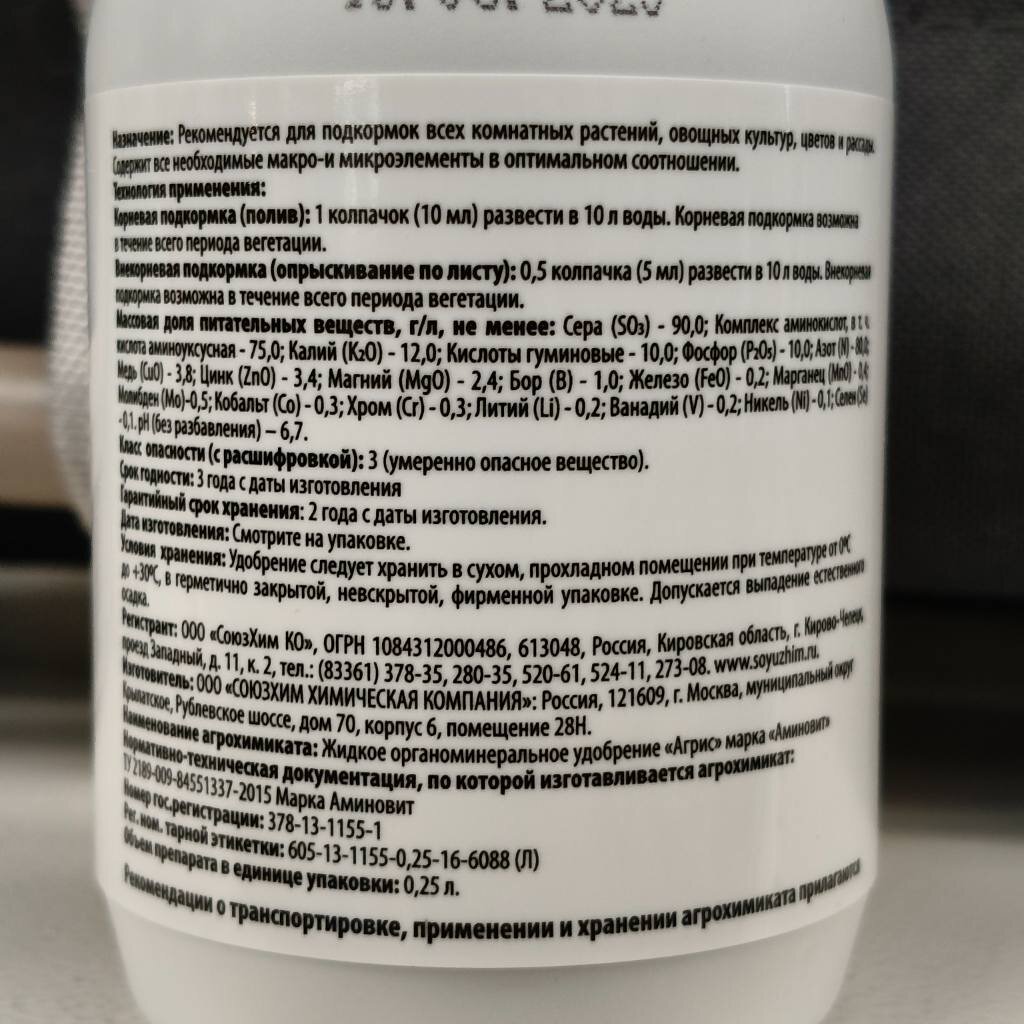 Назначение: Рекомендуется для подкормок всех комнатных растений, овощных культур, цветов и рассады.
Содержит все необходимые макро-и микроэлементы в оптимальном соотношении.
Технология применения:
Корневая подкормка (полив): 1 колпачок (10 мл) развести в 10 л воды. Корневая подкормка возможна
в течение всего периода вегетации.
Внекорневая подкормка (опрыскивание по листу): 0,5 колпачка (5 мл) развести в 10 л воды. Внекорневая
подкормка возможна в течение всего периода вегетации.
Массовая доля питательных веществ, г/л, не менее: Сера (SO₃) - 90,0; Комплекс аминокислот, в т. ч.
кислота аминоуксусная - 75,0; Калий (K₂O) - 12,0; Кислоты гуминовые - 10,0; Фосфор (P₂O₅) - 10,0; Азот (N) - 80,0;
Медь (CuO) - 3,8; Цинк (ZnO) - 3,4; Магний (MgO) - 2,4; Бор (B) - 1,0; Железо (FeO) - 0,2; Марганец (MnO) - 0,4;
Молибден (Mo)-0,5; Кобальт (Co) - 0,3; Хром (Cr) - 0,3; Литий (Li) - 0,2; Ванадий (V) - 0,2; Никель (Ni) - 0,1; Селен (Se)
- 0,1. pH (без разбавления) – 6,7.
Класс опасности (с расшифровкой): 3 (умеренно опасное вещество).
Срок годности: 3 года с даты изготовления
Гарантийный срок хранения: 2 года с даты изготовления.
Дата изготовления: Смотрите на упаковке.
Условия хранения: Удобрение следует хранить в сухом, прохладном помещении при температуре от 0°C
до +30°C, в герметично закрытой, невскрытой, фирменной упаковке. Допускается выпадение естественного
осадка.
Регистрант: ООО «СоюзХим КО», ОГРН 1084312000486, 613048, Россия, Кировская область, г. Кирово-Чепецк,
проезд Западный, д. 11, к. 2, тел.: (83361) 378-35, 280-35, 520-61, 524-11, 273-08. www.soyuzhim.ru.
Изготовитель: ООО «СОЮЗХИМ ХИМИЧЕСКАЯ КОМПАНИЯ»: Россия, 121609, г. Москва, муниципальный округ
Крылатское, Рублевское шоссе, дом 70, корпус 6, помещение 28Н.
Наименование агрохимиката: Жидкое органоминеральное удобрение «Агрис» марка «Аминовит»
Нормативно-техническая документация, по которой изготавливается агрохимикат:
ТУ 2189-009-84551337-2015 Марка Аминовит
Номер гос.регистрации: 378-13-1155-1
Рег. ном. тарной этикетки: 605-13-1155-0,25-16-6088 (Л)
Объем препарата в единице упаковки: 0,25 л.
Рекомендации о транспортировке, применении и хранении агрохимиката прилагаются